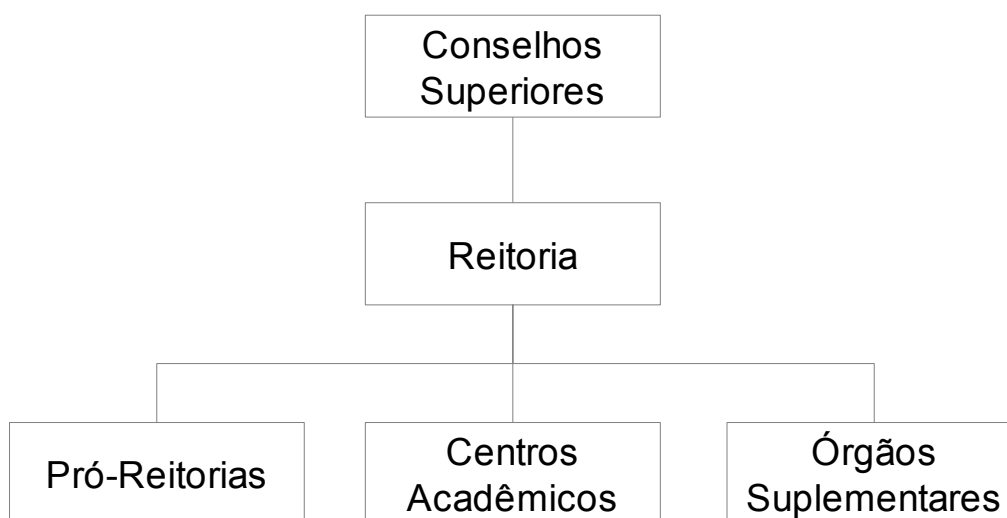 Conselhos
Superiores
Reitoria
Pró-Reitorias
Centros
Acadêmicos
Órgãos
Suplementares